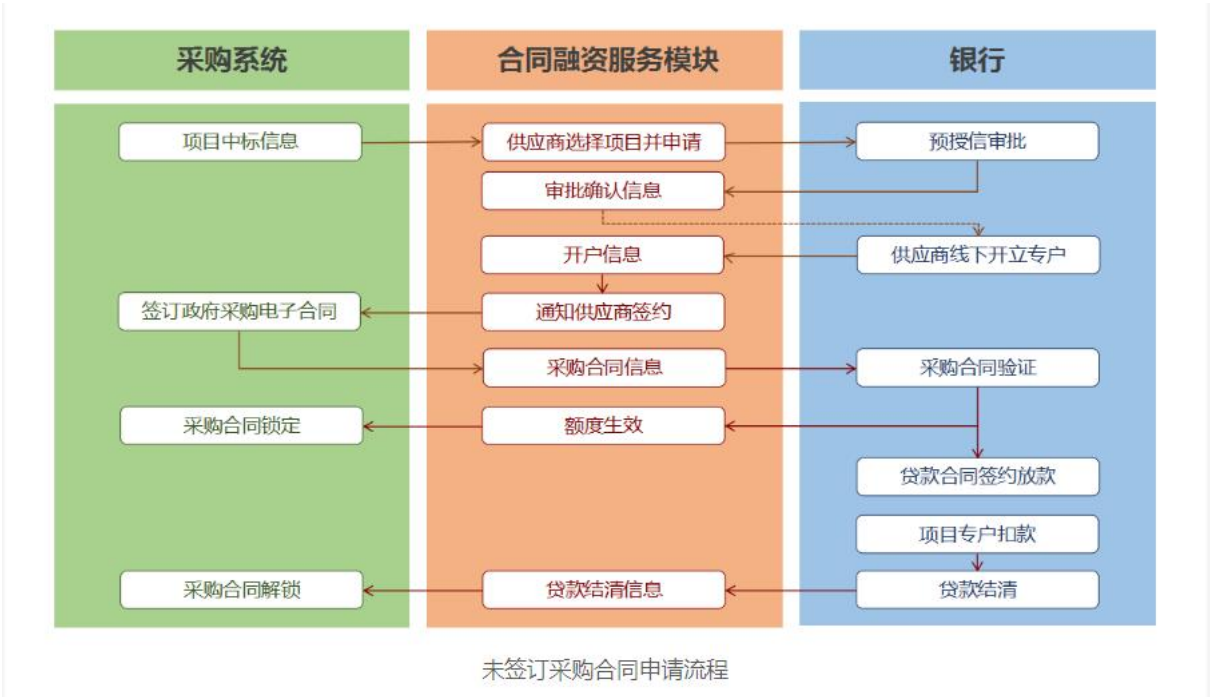 采购系统 合同融资服务模块 银行
项目中标信息 供应商选择项目并申请 预授信审批
审批确认信息
开户信息 供应商线下开立专户
签订政府采购电子合同 通知供应商签约
采购合同信息 采购合同验证
采购合同锁定 额度生效
贷款合同签约放款
项目专户扣款
采购合同解锁 贷款结清信息 贷款结清
未签订采购合同申请流程